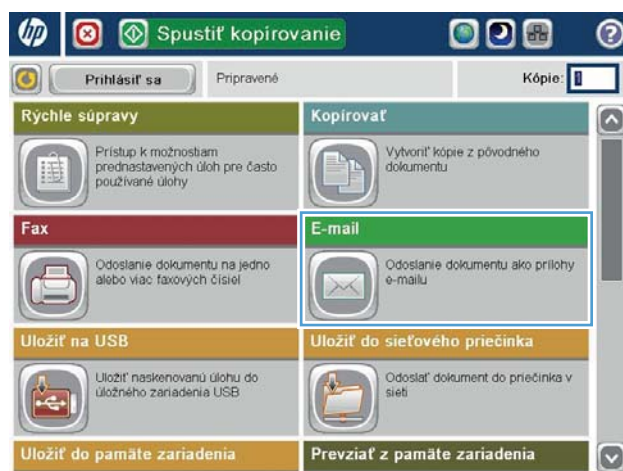 hp
Spustiť kopírovanie
?
Prihlásiť sa
Pripravené
Kópie: 1
Rýchle súpravy
Prístup k možnostiam
prednastavených úloh pre často
používané úlohy
Kopírovať
Vytvoriť kópie z pôvodného
dokumentu
Fax
Odoslanie dokumentu na jedno
alebo viac faxových čísiel
E-mail
Odoslanie dokumentu ako prílohy
e-mailu
Uložiť na USB
Uložiť naskenovanú úlohu do
úložného zariadenia USB
Uložiť do sieťového priečinka
Odoslať dokument do priečinka v
sieti
Uložiť do pamäte zariadenia
Prevziať z pamäte zariadenia